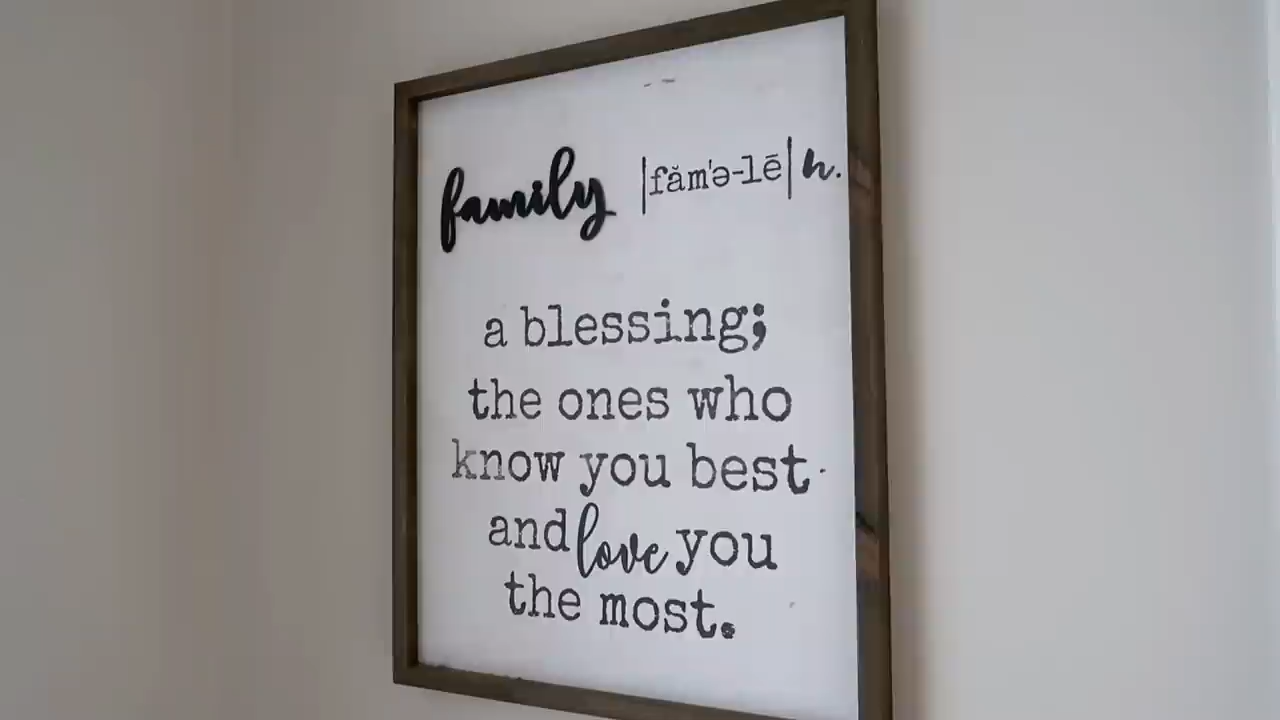 family |făm'ə-lē| n.
a blessing;
the ones who
know you best
and love you
the most.